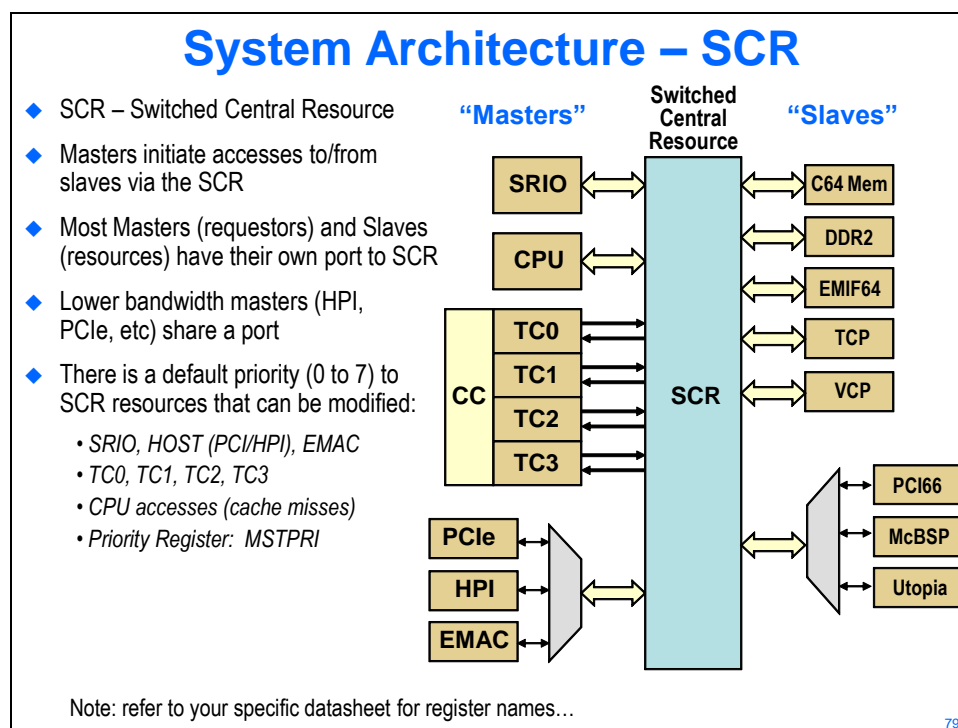 System Architecture – SCR
◆ SCR – Switched Central Resource
◆ Masters initiate accesses to/from
slaves via the SCR
◆ Most Masters (requestors) and Slaves
(resources) have their own port to SCR
◆ Lower bandwidth masters (HPI,
PCIe, etc) share a port
◆ There is a default priority (0 to 7) to
SCR resources that can be modified:
• SRIO, HOST (PCI/HPI), EMAC
• TC0, TC1, TC2, TC3
• CPU accesses (cache misses)
• Priority Register: MSTPRI
“Masters”
Switched
Central
Resource
“Slaves”
SRIO
CPU
CC
TC0
TC1
TC2
TC3
PCIe
HPI
EMAC
SCR
C64 Mem
DDR2
EMIF64
TCP
VCP
PCI66
McBSP
Utopia
Note: refer to your specific datasheet for register names…
79